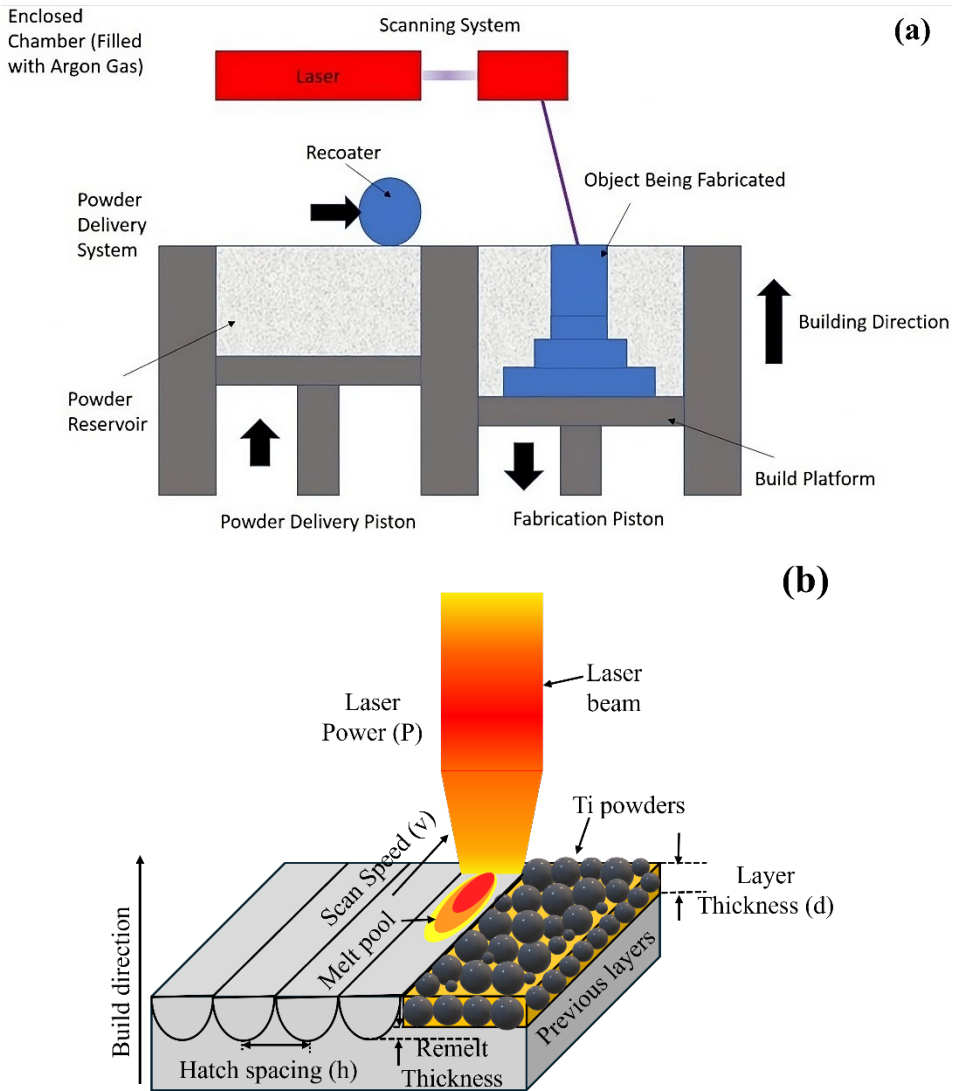 Enclosed
Chamber (Filled
with Argon Gas)
Scanning System
(a)
Laser
Recoater
Object Being Fabricated
Powder
Delivery
System
Building Direction
Powder
Reservoir
Build Platform
Powder Delivery Piston
Fabrication Piston
(b)
Laser
beam
Laser
Power (P)
Ti powders
Scan Speed (v)
Layer
Thickness (d)
Melt pool
Build direction
Previous layers
Remelt
Thickness
Hatch spacing (h)